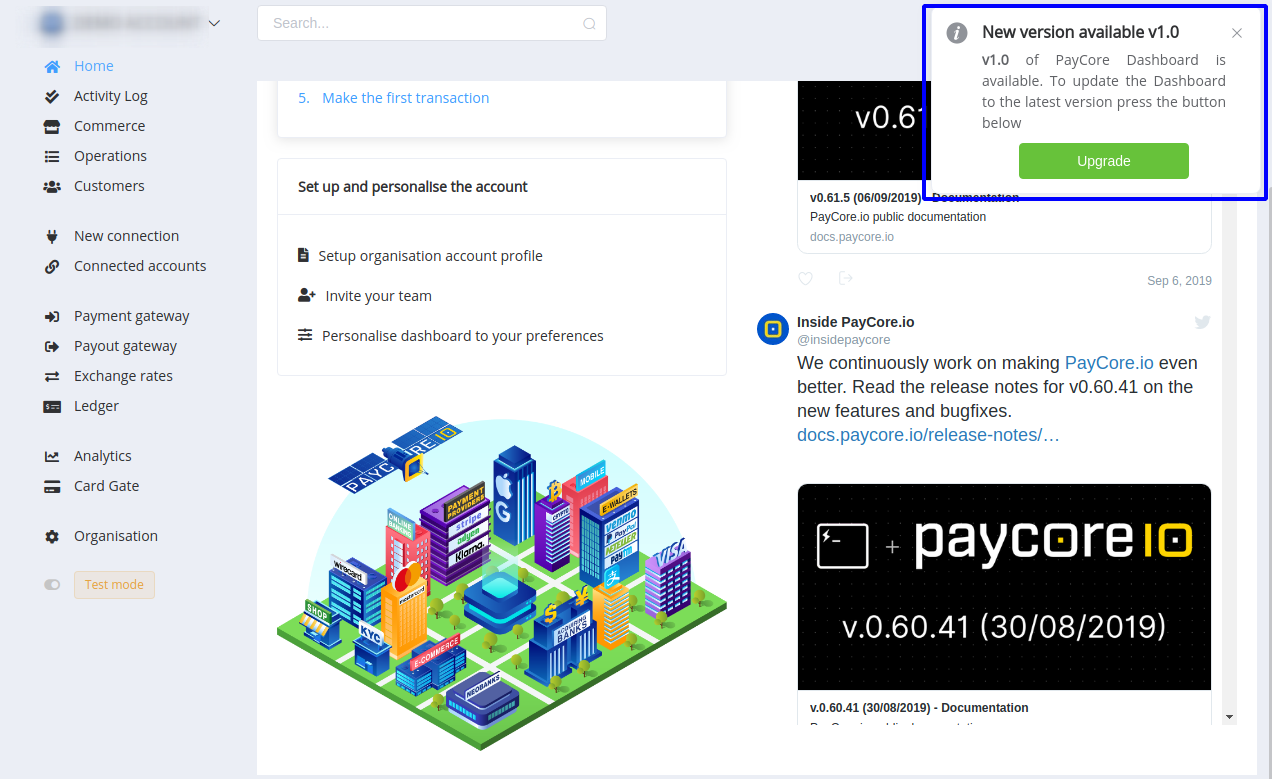 Search...
Home
Activity Log
Commerce
Operations
Customers
New connection
Connected accounts
Payment gateway
Payout gateway
Exchange rates
Ledger
Analytics
Card Gate
Organisation
Test mode
5. Make the first transaction
Set up and personalise the account
Setup organisation account profile
Invite your team
Personalise dashboard to your preferences
PAYCORE IO
ONLINE
BANKING
PAYMENT
PROVIDERS
stripe
adyen
Klarna.
G
CRYPTO
MOBILE
E-WALLETS
venmo
PayPal
NETELLER
PAYTM
VISA
wirecard
mastercard
SHOP
KYC
E-COMMERCE
ACQUIRING
BANKS
NEOBANKS
New version available v1.0
v1.0 of PayCore Dashboard is
available. To update the Dashboard
to the latest version press the button
below
Upgrade
v0.61
v0.61.5 (06/09/2019) - Documentation
PayCore.io public documentation
docs.paycore.io
Sep 6, 2019
Inside PayCore.io
@insidepaycore
We continuously work on making PayCore.io even
better. Read the release notes for v0.60.41 on the
new features and bugfixes.
docs.paycore.io/release-notes/…
+ paycore IO
v.0.60.41 (30/08/2019)
v.0.60.41 (30/08/2019) - Documentation